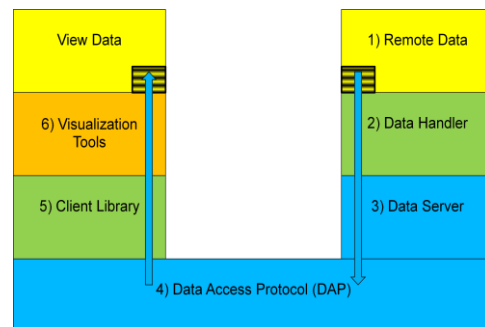 View Data
1) Remote Data
6) Visualization
Tools
2) Data Handler
5) Client Library
3) Data Server
4) Data Access Protocol (DAP)